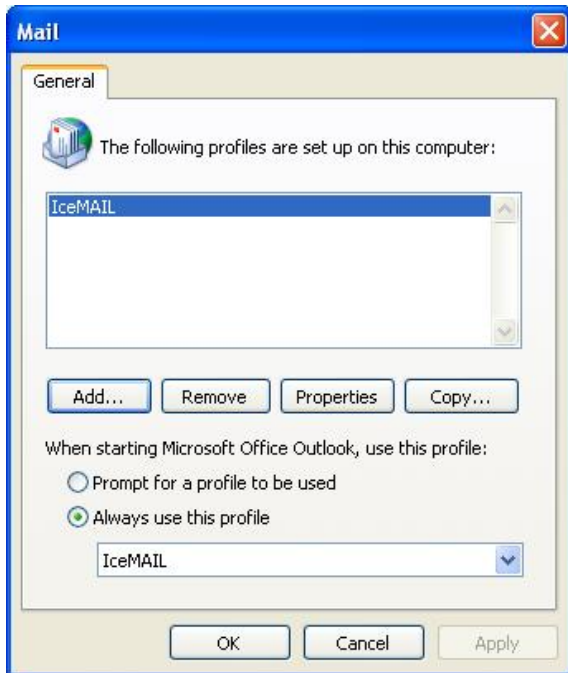 Mail
General
The following profiles are set up on this computer:
IceMAIL
Add... Remove Properties Copy...
When starting Microsoft Office Outlook, use this profile:
Prompt for a profile to be used
Always use this profile
IceMAIL
OK Cancel Apply